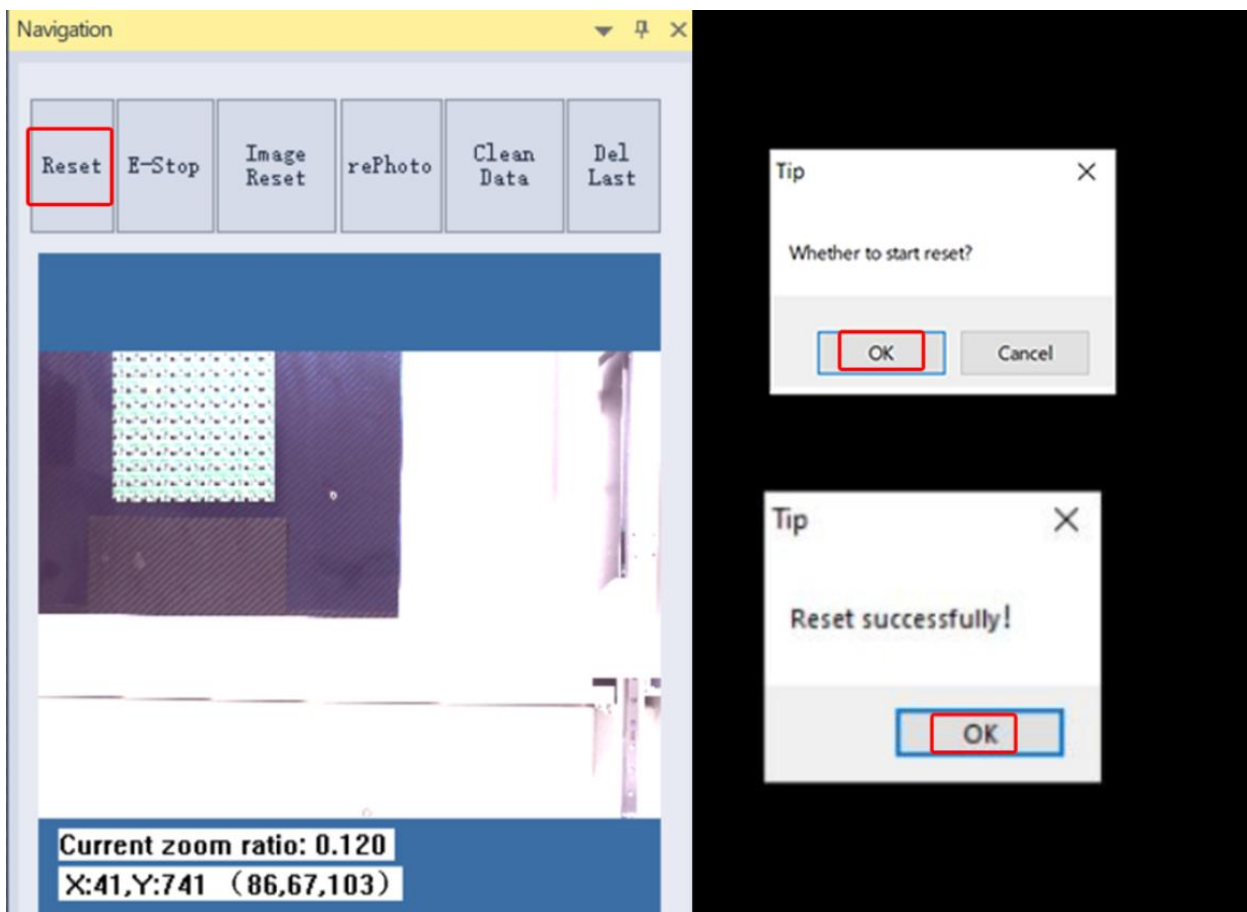 Navigation
Reset
E-Stop
Image
Reset
rePhoto
Clean
Data
Del
Last
Current zoom ratio: 0.120
X:41,Y:741 （86,67,103）
Tip
Whether to start reset?
OK
Cancel
Tip
Reset successfully!
OK